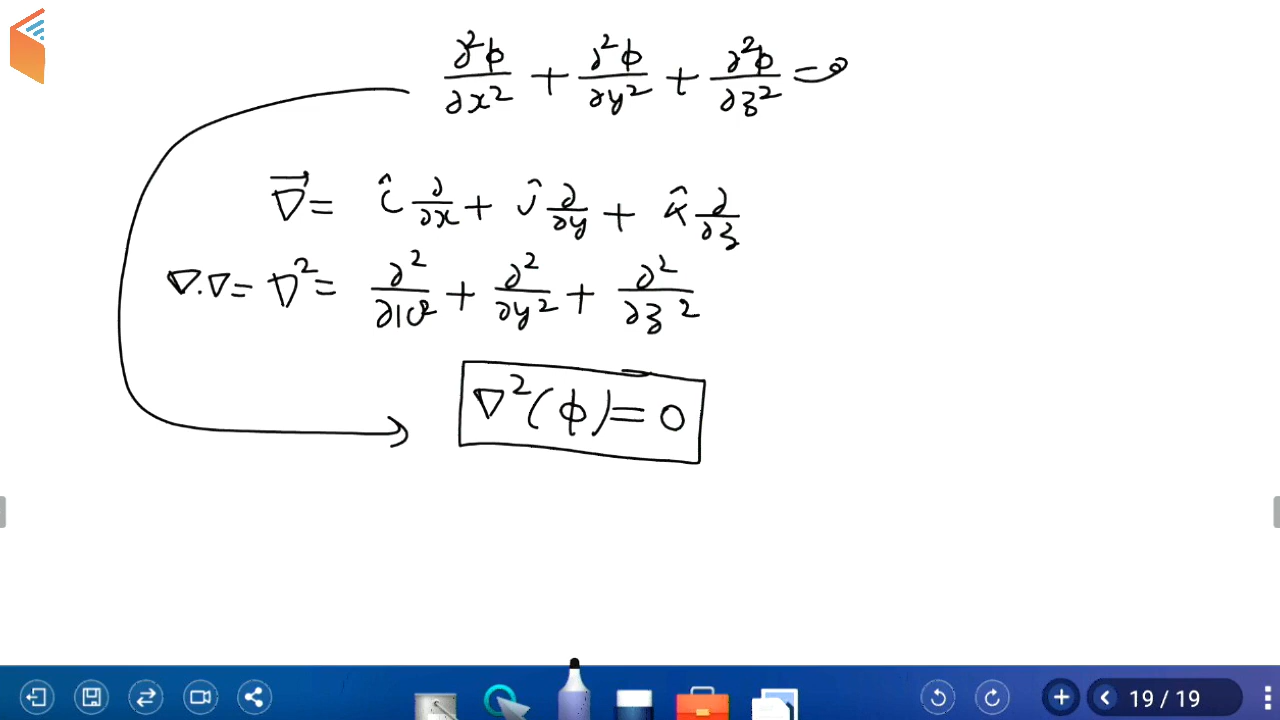 ∂²ϕ/∂x² + ∂²ϕ/∂y² + ∂²ϕ/∂z² = 0
∇⃗ = î ∂/∂x + ĵ ∂/∂y + k̂ ∂/∂z
∇.∇ = ∇² = ∂²/∂x² + ∂²/∂y² + ∂²/∂z²
∇²(ϕ) = 0
19 / 19